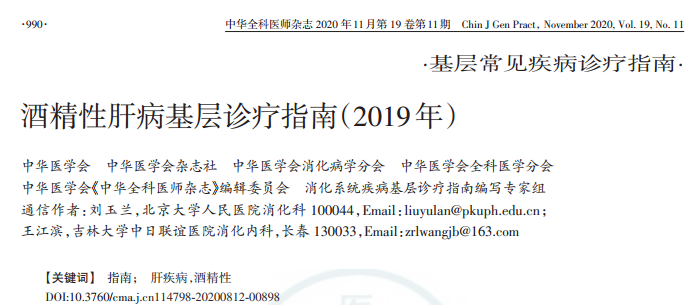 ·990·
中华全科医师杂志 2020 年 11 月第 19 卷第 11 期 Chin J Gen Pract, November 2020, Vol. 19, No. 11
·基层常见疾病诊疗指南·
酒精性肝病基层诊疗指南(2019 年)
中华医学会 中华医学会杂志社 中华医学会消化病学分会 中华医学会全科医学分会
中华医学会《中华全科医师杂志》编辑委员会 消化系统疾病基层诊疗指南编写专家组
通信作者:刘玉兰,北京大学人民医院消化科 100044,Email:liuyulan@pkuph.edu.cn;
王江滨,吉林大学中日联谊医院消化内科,长春 130033,Email:zrlwangjb@163.com
【关键词】 指南; 肝疾病,酒精性
DOI:10.3760/cma.j.cn114798-20200812-00898